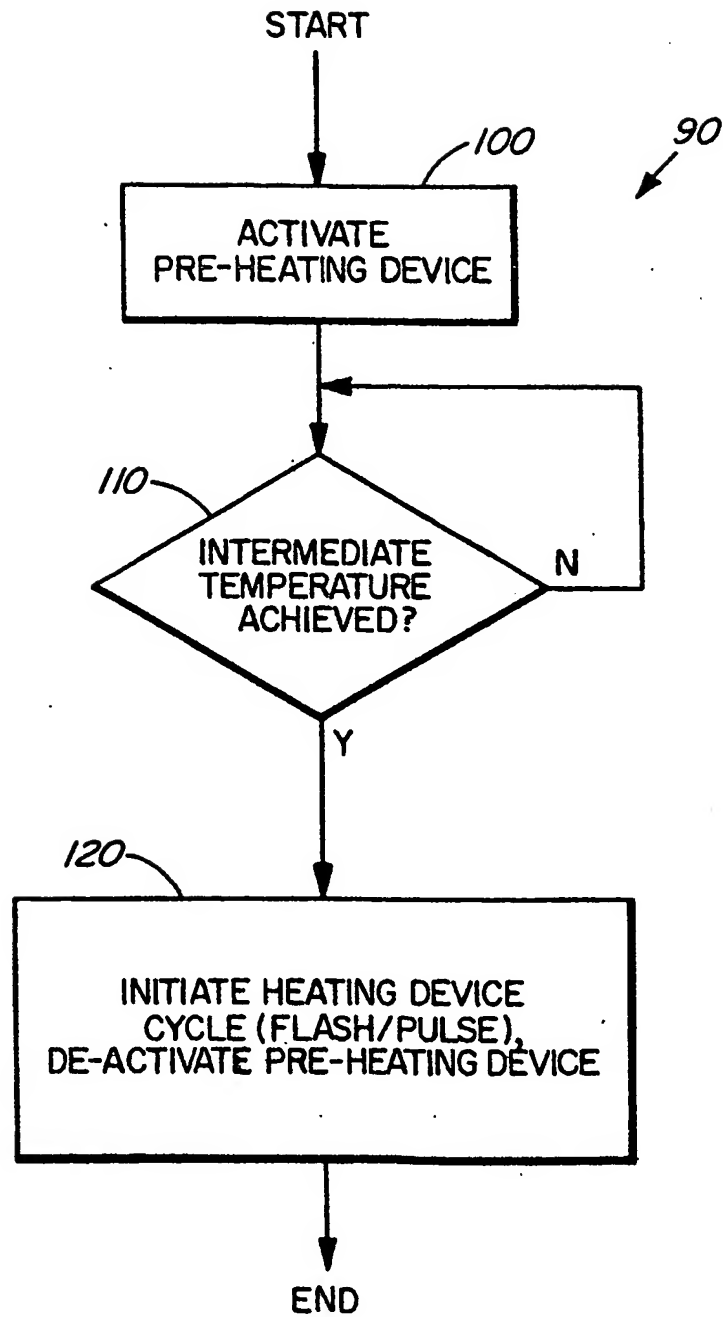 START
100
90
ACTIVATE
PRE-HEATING DEVICE
110
INTERMEDIATE
TEMPERATURE
ACHIEVED?
N
Y
120
INITIATE HEATING DEVICE
CYCLE (FLASH/PULSE),
DE-ACTIVATE PRE-HEATING DEVICE
END